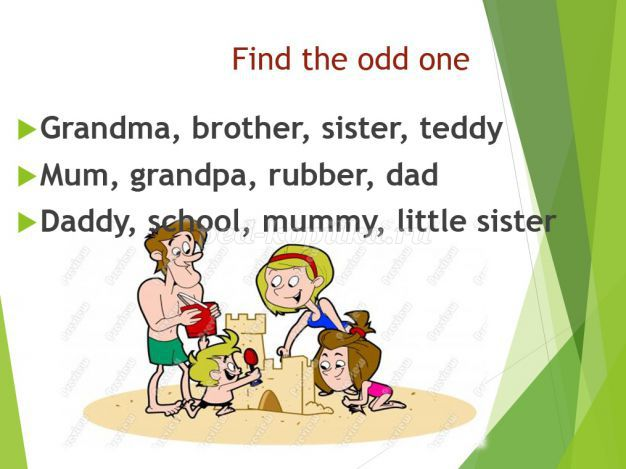 Find the odd one
Grandma, brother, sister, teddy
Mum, grandpa, rubber, dad
Daddy, school, mummy, little sister